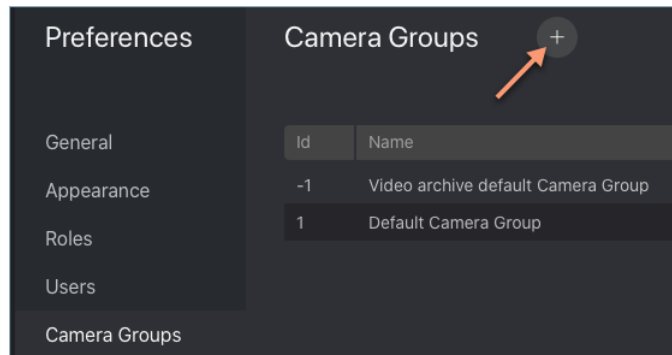 Preferences
Camera Groups +
General
Appearance
Roles
Users
Camera Groups
Id Name
-1 Video archive default Camera Group
1 Default Camera Group